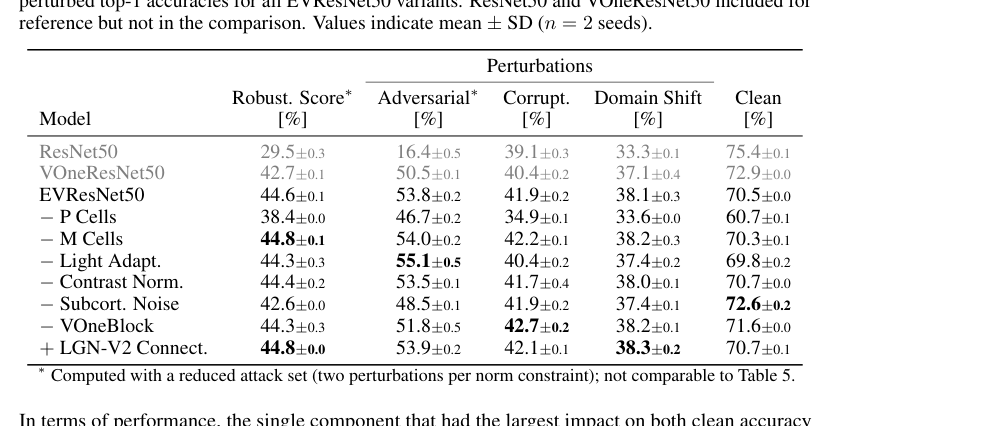 perturbed top-1 accuracies for all EVResNet50 variants. ResNet50 and VOneResNet50 included for
reference but not in the comparison. Values indicate mean ± SD (n = 2 seeds).
Perturbations
Robust. Score* Adversarial* Corrupt. Domain Shift Clean
Model [%] [%] [%] [%] [%]
ResNet50 29.5±0.3 16.4±0.5 39.1±0.3 33.3±0.1 75.4±0.1
VOneResNet50 42.7±0.1 50.5±0.1 40.4±0.2 37.1±0.4 72.9±0.0
EVResNet50 44.6±0.1 53.8±0.2 41.9±0.2 38.1±0.3 70.5±0.0
− P Cells 38.4±0.0 46.7±0.2 34.9±0.1 33.6±0.0 60.7±0.1
− M Cells 44.8±0.1 54.0±0.2 42.2±0.1 38.2±0.3 70.3±0.1
− Light Adapt. 44.3±0.3 55.1±0.5 40.4±0.2 37.4±0.2 69.8±0.2
− Contrast Norm. 44.4±0.2 53.5±0.1 41.7±0.4 38.0±0.1 70.7±0.0
− Subcort. Noise 42.6±0.0 48.5±0.1 41.9±0.2 37.4±0.1 72.6±0.2
− VOneBlock 44.3±0.3 51.8±0.5 42.7±0.2 38.2±0.1 71.6±0.0
+ LGN-V2 Connect. 44.8±0.0 53.9±0.2 42.1±0.1 38.3±0.2 70.7±0.1
* Computed with a reduced attack set (two perturbations per norm constraint); not comparable to Table 5.
In terms of performance, the single component that had the largest impact on both clean accuracy